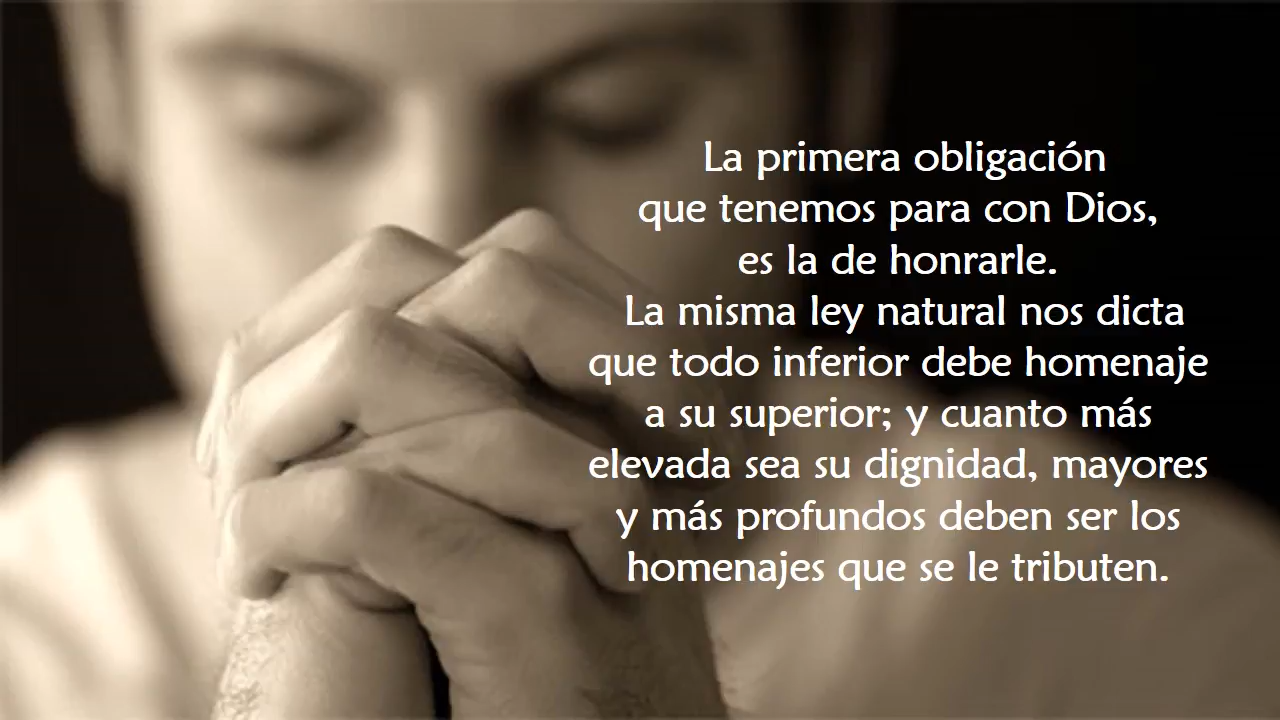 La primera obligación
que tenemos para con Dios,
es la de honrarle.
La misma ley natural nos dicta
que todo inferior debe homenaje
a su superior; y cuanto más
elevada sea su dignidad, mayores
y más profundos deben ser los
homenajes que se le tributen.